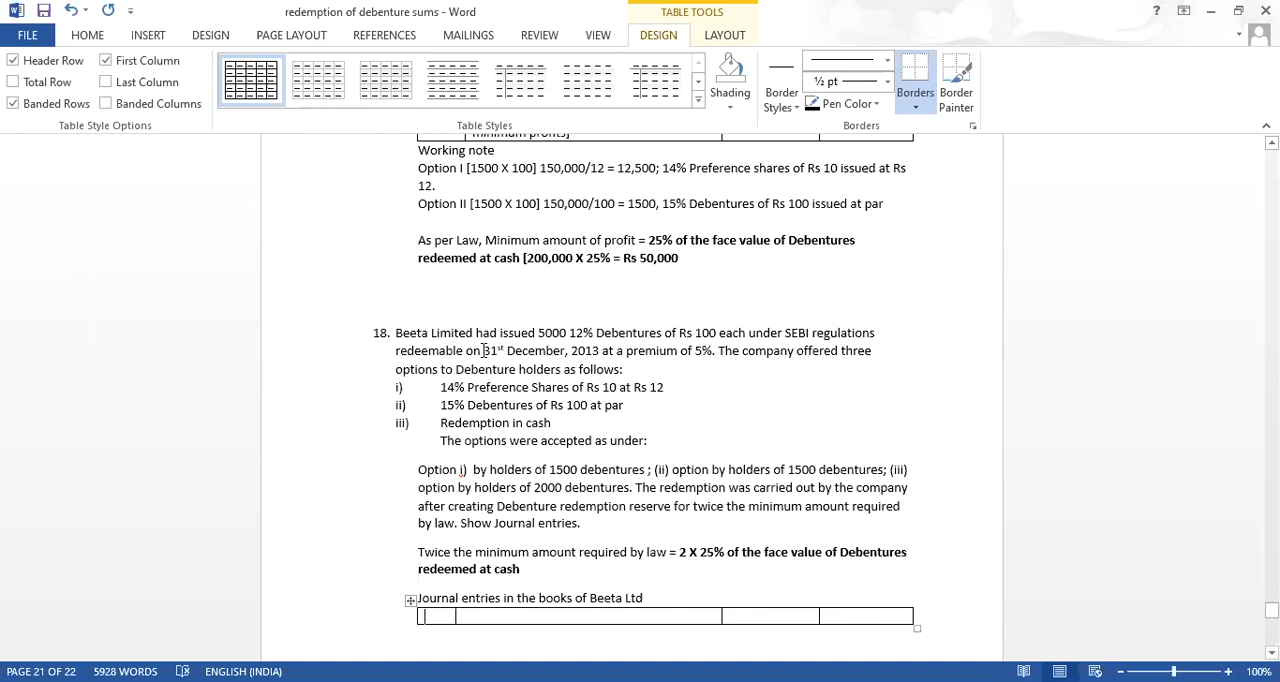 redemption of debenture sums - Word
TABLE TOOLS
?
FILE HOME INSERT DESIGN PAGE LAYOUT REFERENCES MAILINGS REVIEW VIEW DESIGN LAYOUT
Header Row First Column
Total Row Last Column
Banded Rows Banded Columns
Table Style Options
Table Styles
Shading
Border Styles
½ pt
Pen Color
Borders
Border Painter
Borders
minimum profits]
Working note
Option I [1500 X 100] 150,000/12 = 12,500; 14% Preference shares of Rs 10 issued at Rs
12.
Option II [1500 X 100] 150,000/100 = 1500, 15% Debentures of Rs 100 issued at par
As per Law, Minimum amount of profit = 25% of the face value of Debentures
redeemed at cash [200,000 X 25% = Rs 50,000
18. Beeta Limited had issued 5000 12% Debentures of Rs 100 each under SEBI regulations
redeemable on 31st December, 2013 at a premium of 5%. The company offered three
options to Debenture holders as follows:
i) 14% Preference Shares of Rs 10 at Rs 12
ii) 15% Debentures of Rs 100 at par
iii) Redemption in cash
The options were accepted as under:
Option i) by holders of 1500 debentures ; (ii) option by holders of 1500 debentures; (iii)
option by holders of 2000 debentures. The redemption was carried out by the company
after creating Debenture redemption reserve for twice the minimum amount required
by law. Show Journal entries.
Twice the minimum amount required by law = 2 X 25% of the face value of Debentures
redeemed at cash
Journal entries in the books of Beeta Ltd
PAGE 21 OF 22 5928 WORDS ENGLISH (INDIA) 100%